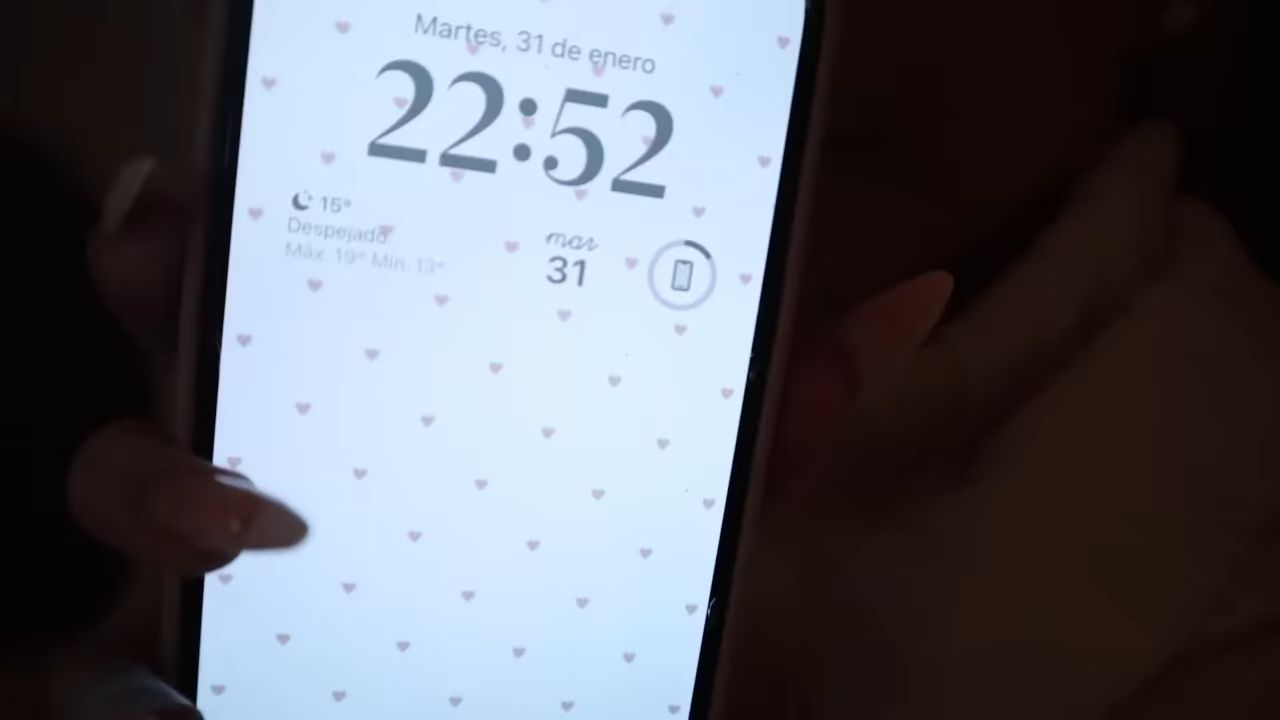 Martes, 31 de enero
22:52
15°
Despejado
Máx. 19° Mín. 13°
mar
31